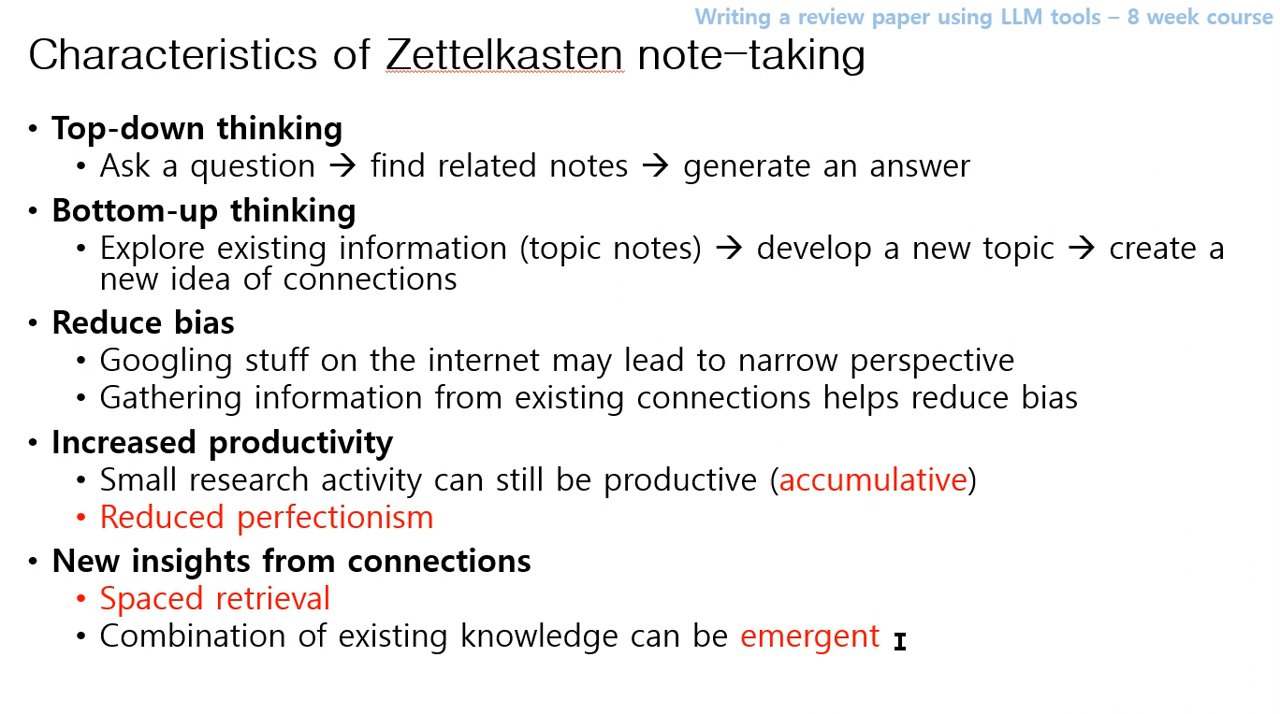 Writing a review paper using LLM tools – 8 week course
Characteristics of Zettelkasten note-taking
• Top-down thinking
• Ask a question → find related notes → generate an answer
• Bottom-up thinking
• Explore existing information (topic notes) → develop a new topic → create a
new idea of connections
• Reduce bias
• Googling stuff on the internet may lead to narrow perspective
• Gathering information from existing connections helps reduce bias
• Increased productivity
• Small research activity can still be productive (accumulative)
• Reduced perfectionism
• New insights from connections
• Spaced retrieval
• Combination of existing knowledge can be emergent